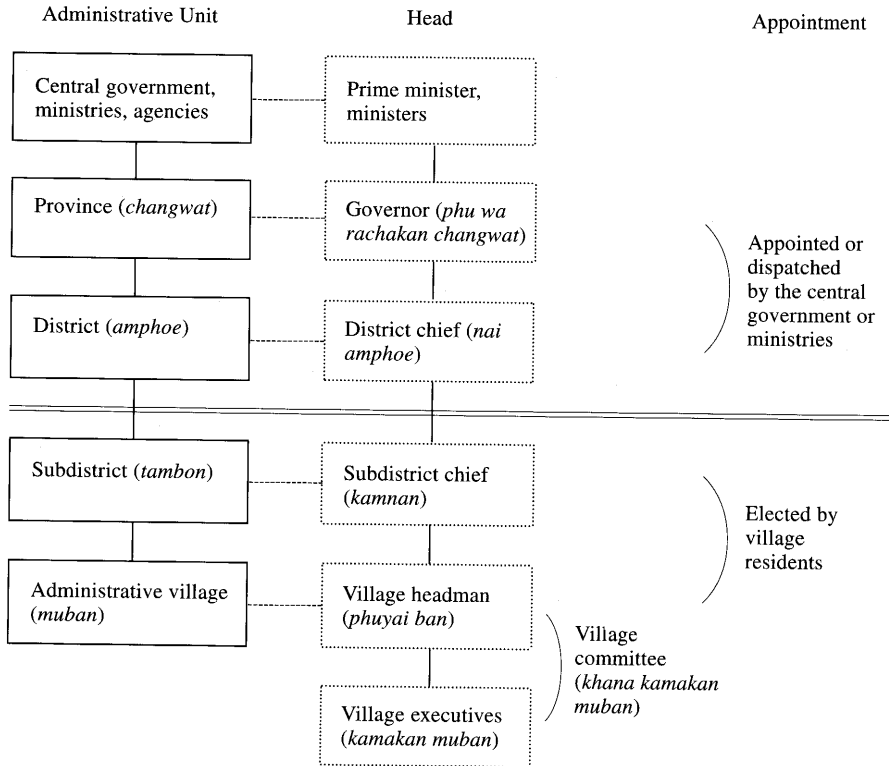 Administrative Unit
Head
Appointment
Central government,
ministries, agencies
Prime minister,
ministers
Province (changwat)
Governor (phu wa
rachakan changwat)
Appointed or
dispatched
by the central
government or
ministries
District (amphoe)
District chief (nai
amphoe)
Subdistrict (tambon)
Subdistrict chief
(kamnan)
Elected by
village
residents
Administrative village
(muban)
Village headman
(phuyai ban)
Village
committee
(khana kamakan
muban)
Village executives
(kamakan muban)